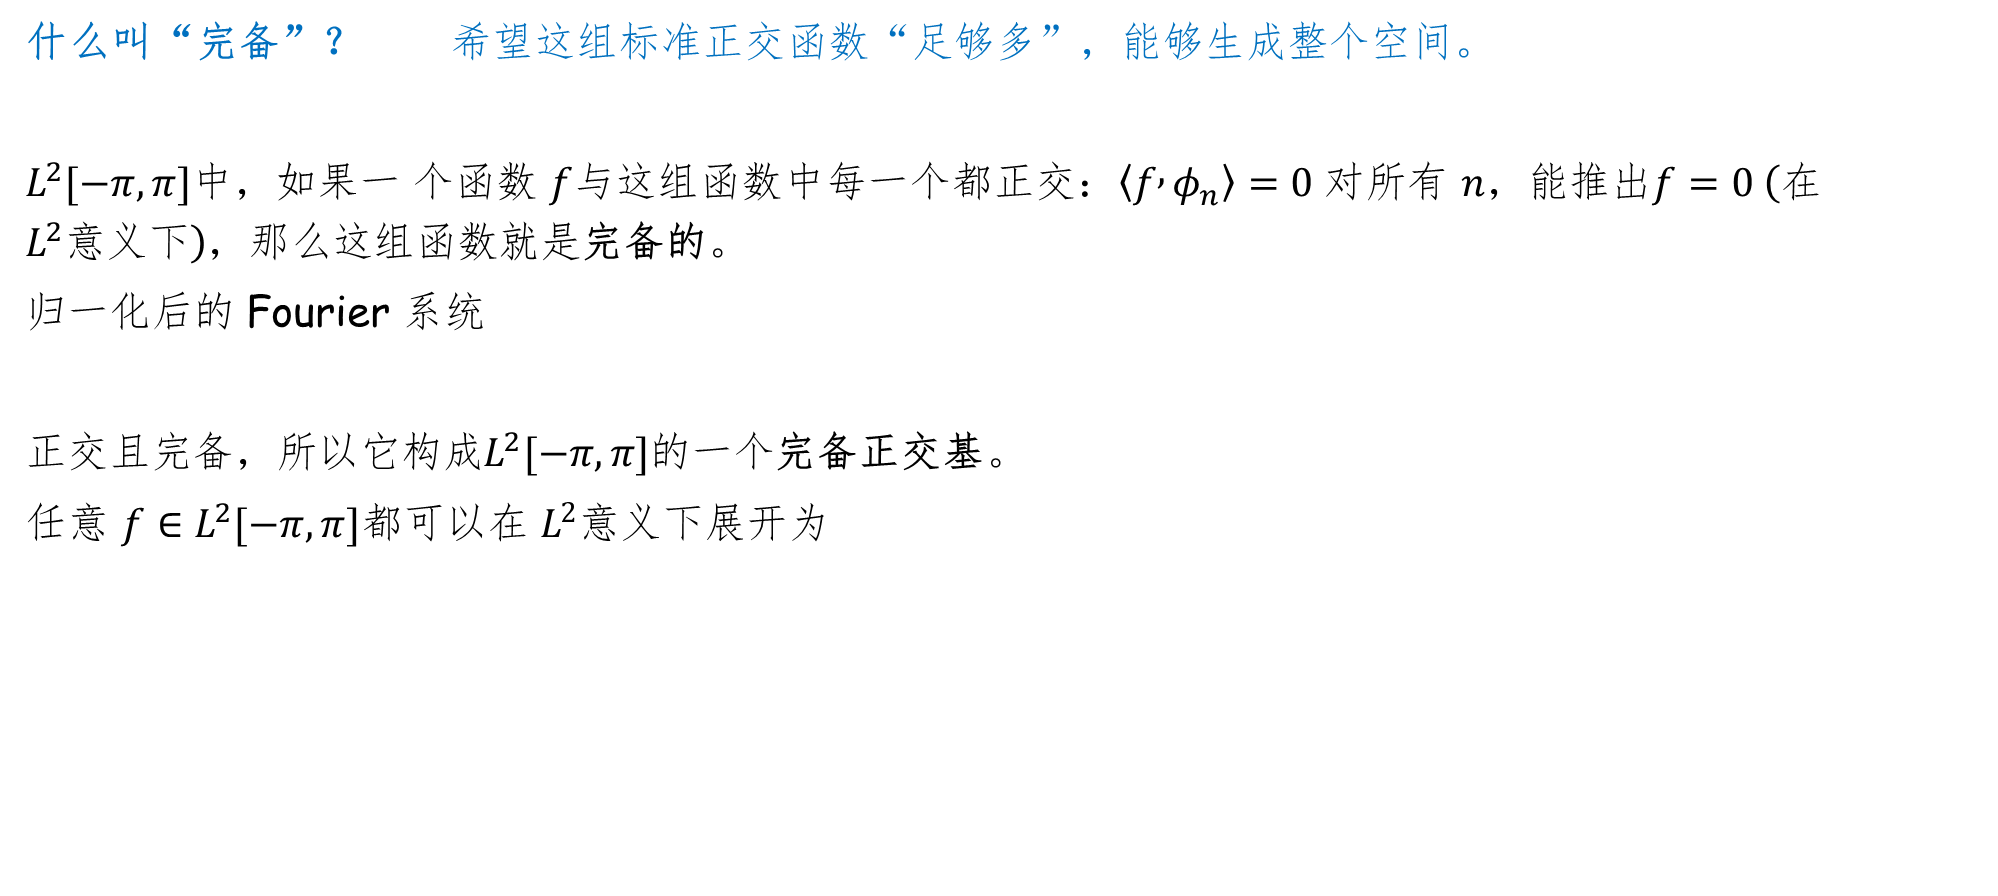 什么叫“完备”？ 希望这组标准正交函数“足够多”，能够生成整个空间。
L²[−π, π]中，如果一 个函数 f与这组函数中每一个都正交：⟨f, ϕₙ⟩ = 0 对所有 n，能推出f = 0 (在
L²意义下)，那么这组函数就是完备的。
归一化后的 Fourier 系统
正交且完备，所以它构成L²[−π, π]的一个完备正交基。
任意 f ∈ L²[−π, π]都可以在 L²意义下展开为